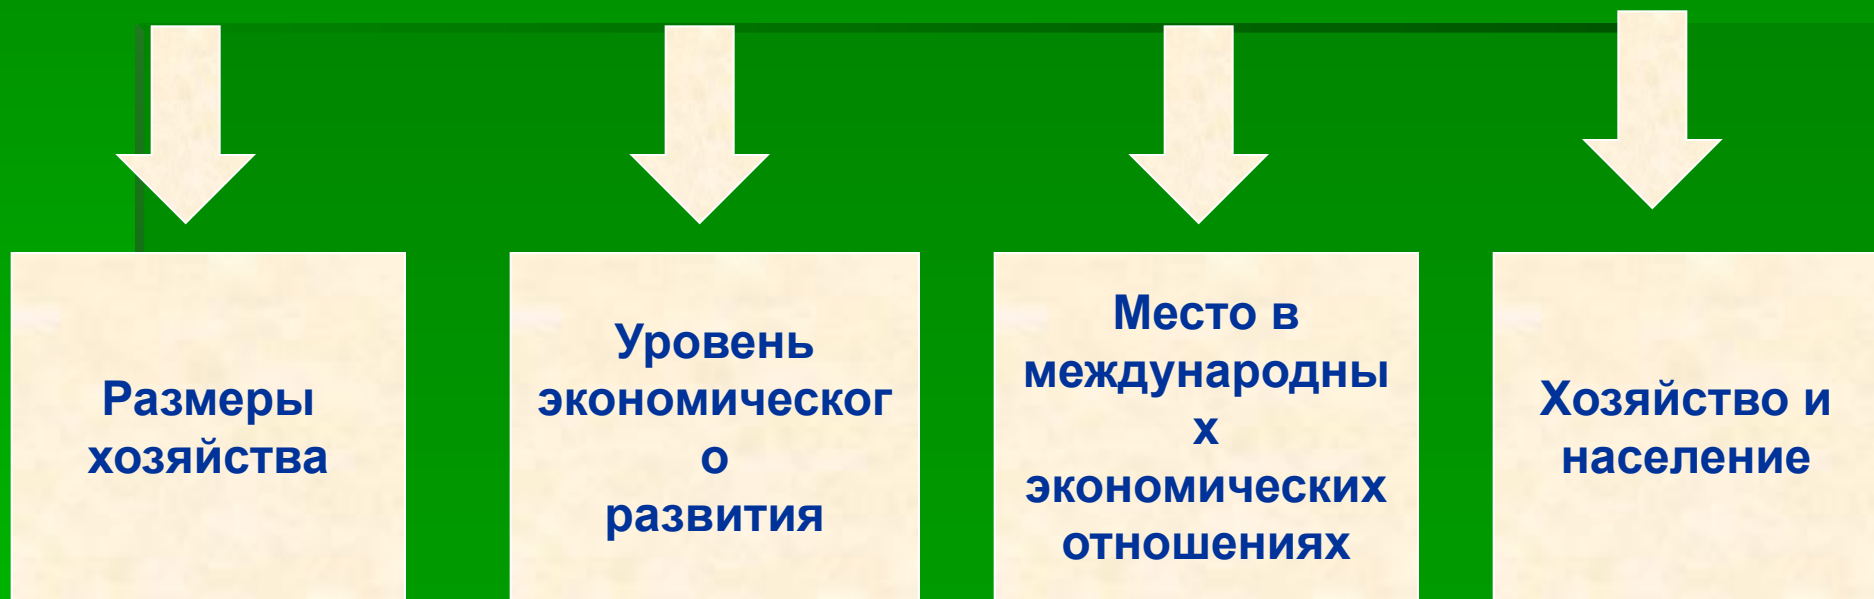 Размеры
хозяйства
Уровень
экономическог
о
развития
Место в
международны
х
экономических
отношениях
Хозяйство и
население